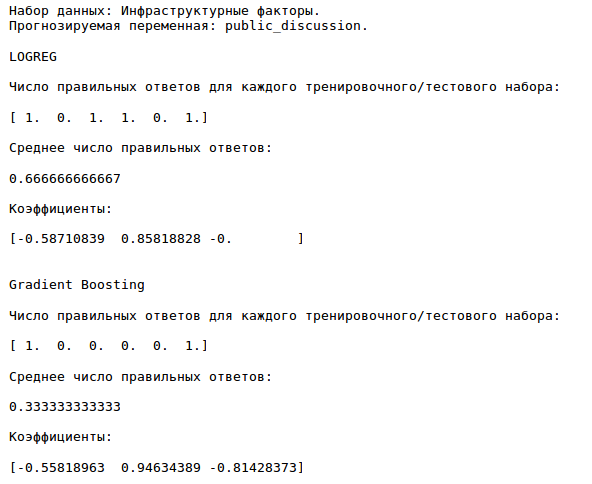 Набор данных: Инфраструктурные факторы.
Прогнозируемая переменная: public_discussion.
LOGREG
Число правильных ответов для каждого тренировочного/тестового набора:
[ 1.  0.  1.  1.  0.  1.]
Среднее число правильных ответов:
0.666666666667
Коэффициенты:
[-0.58710839  0.85818828 -0.        ]
Gradient Boosting
Число правильных ответов для каждого тренировочного/тестового набора:
[ 1.  0.  0.  0.  0.  1.]
Среднее число правильных ответов:
0.333333333333
Коэффициенты:
[-0.55818963  0.94634389 -0.81428373]